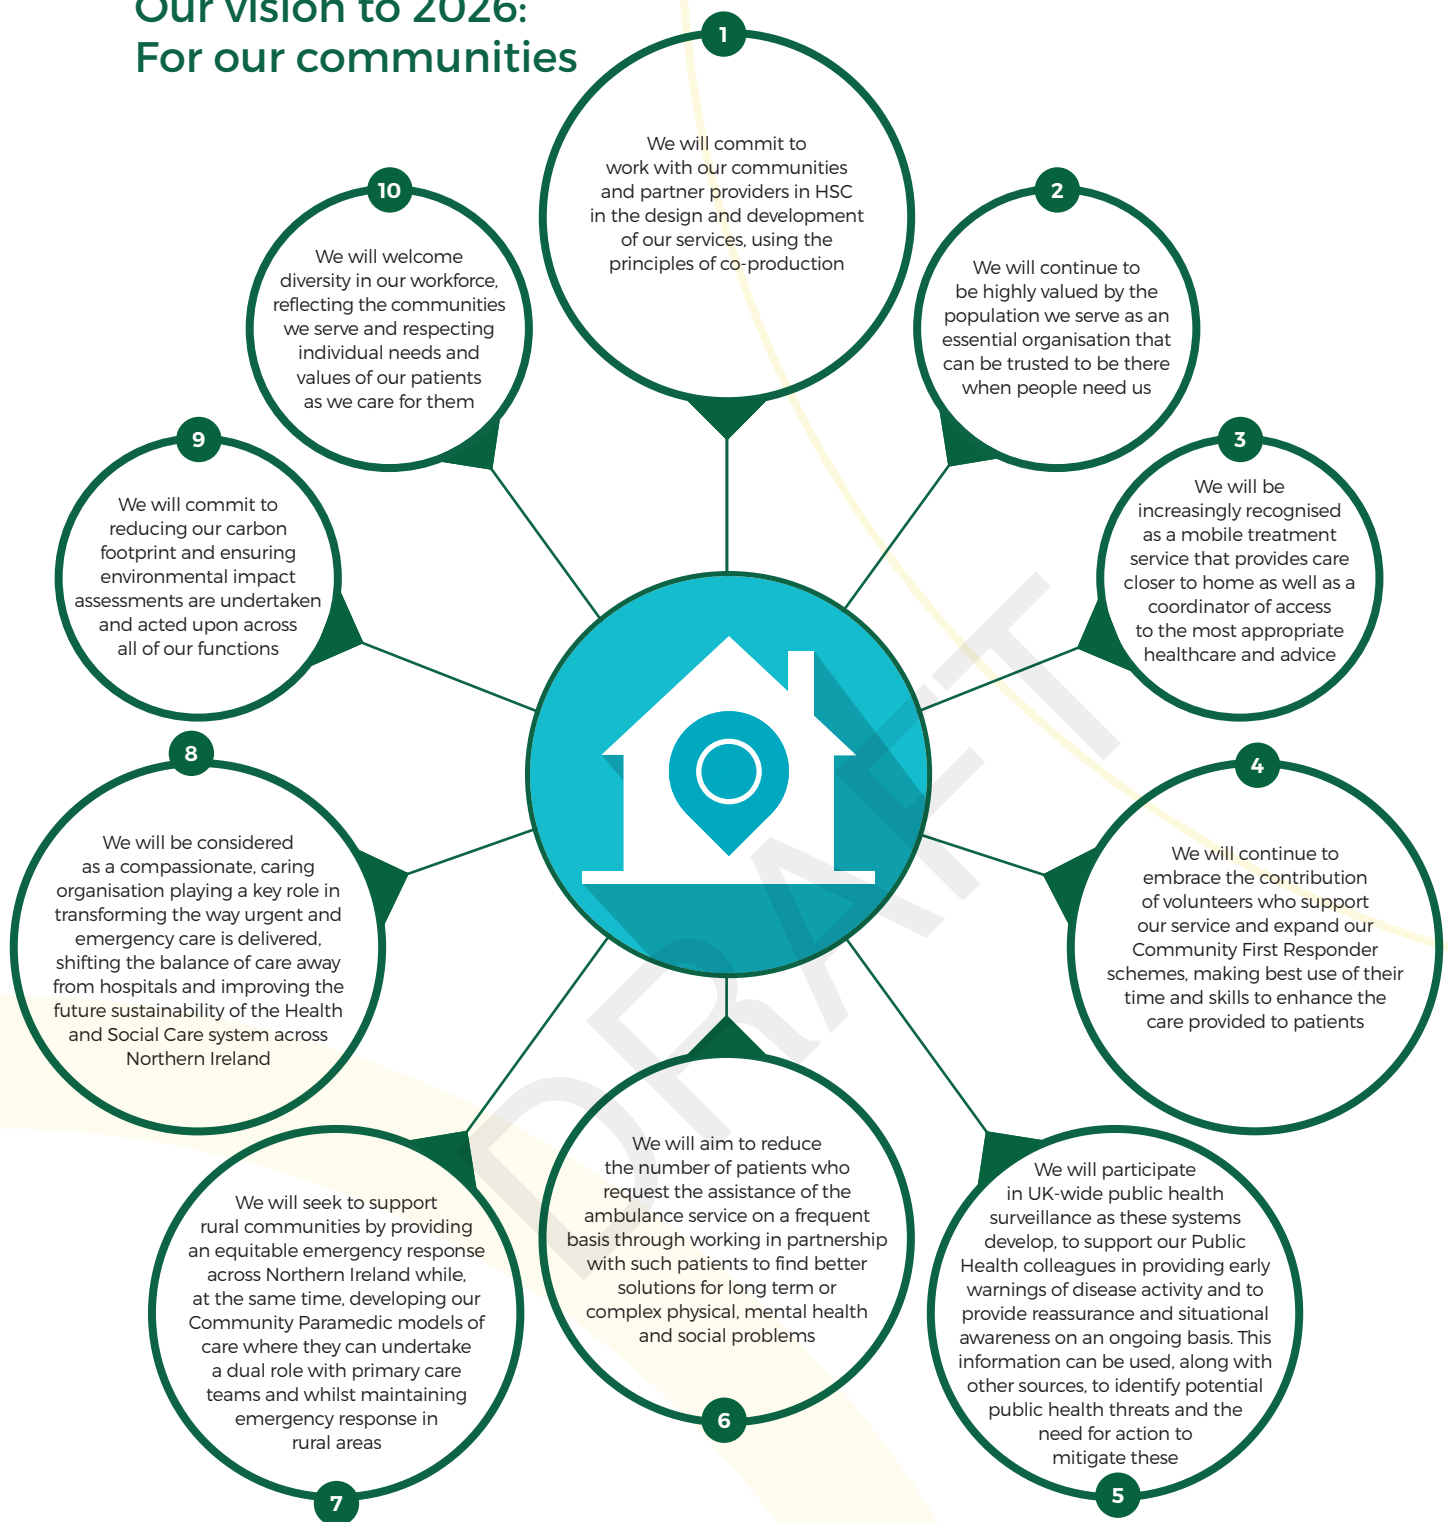 Our vision to 2026:
For our communities
1
We will commit to
work with our communities
and partner providers in HSC
in the design and development
of our services, using the
principles of co-production
2
We will continue to
be highly valued by the
population we serve as an
essential organisation that
can be trusted to be there
when people need us
3
We will be
increasingly recognised
as a mobile treatment
service that provides care
closer to home as well as a
coordinator of access
to the most appropriate
healthcare and advice
4
We will continue to
embrace the contribution
of volunteers who support
our service and expand our
Community First Responder
schemes, making best use of their
time and skills to enhance the
care provided to patients
5
We will participate
in UK-wide public health
surveillance as these systems
develop, to support our Public
Health colleagues in providing early
warnings of disease activity and to
provide reassurance and situational
awareness on an ongoing basis. This
information can be used, along with
other sources, to identify potential
public health threats and the
need for action to
mitigate these
6
We will aim to reduce
the number of patients who
request the assistance of the
ambulance service on a frequent
basis through working in partnership
with such patients to find better
solutions for long term or
complex physical, mental health
and social problems
7
We will seek to support
rural communities by providing
an equitable emergency response
across Northern Ireland while,
at the same time, developing our
Community Paramedic models of
care where they can undertake
a dual role with primary care
teams and whilst maintaining
emergency response in
rural areas
8
We will be considered
as a compassionate, caring
organisation playing a key role in
transforming the way urgent and
emergency care is delivered,
shifting the balance of care away
from hospitals and improving the
future sustainability of the Health
and Social Care system across
Northern Ireland
9
We will commit to
reducing our carbon
footprint and ensuring
environmental impact
assessments are undertaken
and acted upon across
all of our functions
10
We will welcome
diversity in our workforce,
reflecting the communities
we serve and respecting
individual needs and
values of our patients
as we care for them
DRAFT